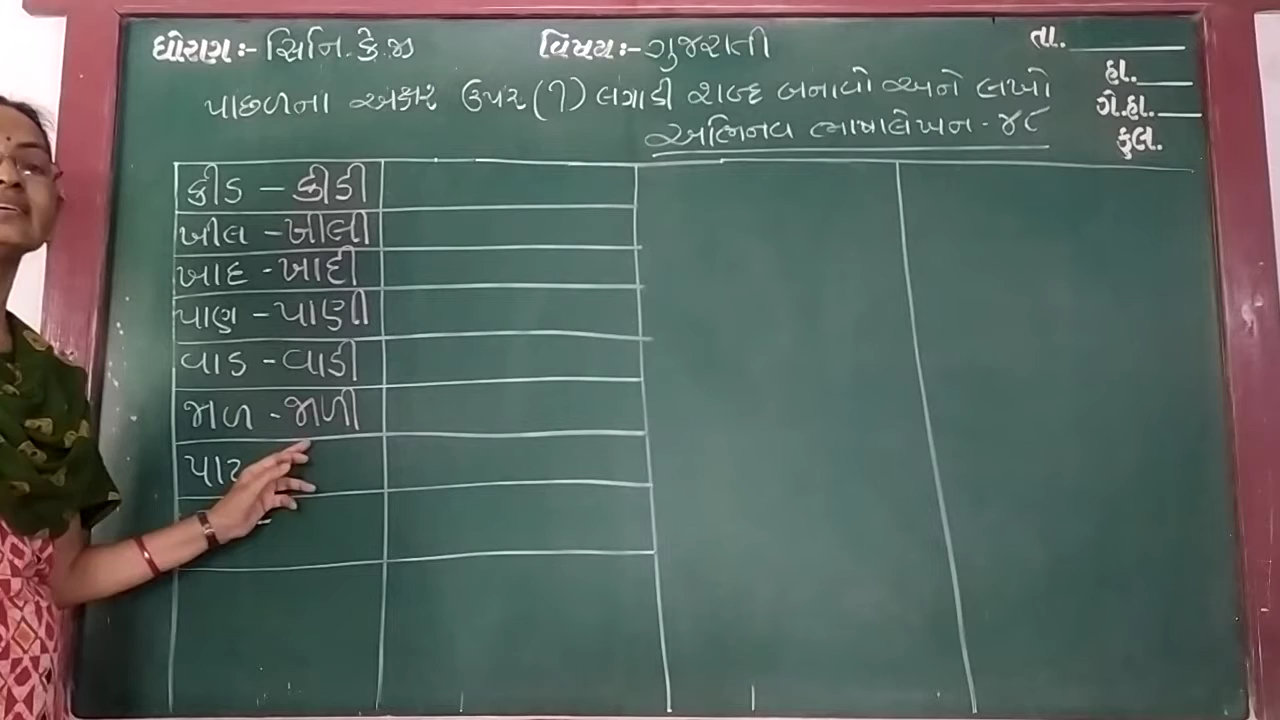 ધોરણ:- સિનિ.કે.જી વિષય:- ગુજરાતી તા.
પાછળના અક્ષર ઉપર (ી) લગાડી શબ્દ બનાવો અને લખો
હા.
ગે.હા.
અભિનવ ભાષાલેખન - ૪૮
કુલ.
કીડ - કીડી
ખીલ - ખીલી
ખાદ - ખાદી
પાણ - પાણી
વાડ - વાડી
જાળ - જાળી
પાટ